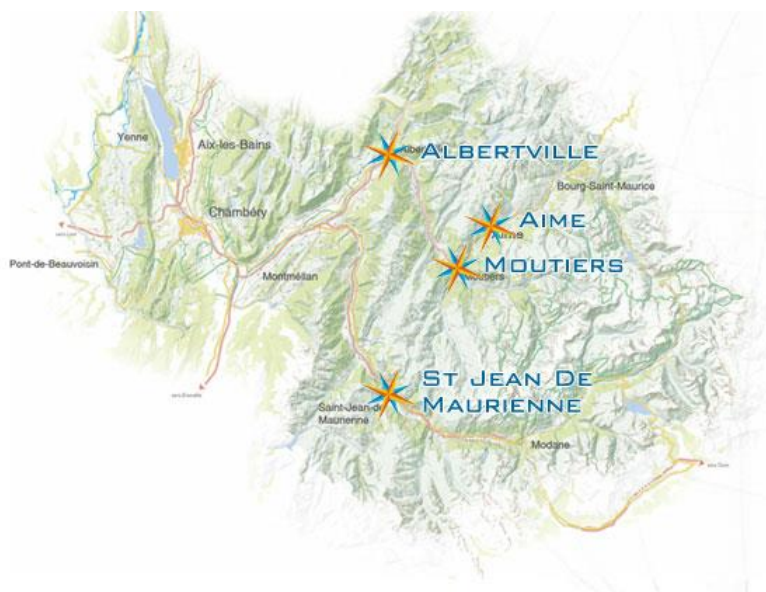 Yenne
Aix-les-Bains
ALBERTVILLE
Bourg-Saint-Maurice
Chambéry
AIME
Pont-de-Beauvoisin
Montmélian
MOUTIERS
Moutiers
ST JEAN DE
MAURIENNE
Saint-Jean-de
Maurienne
Modane